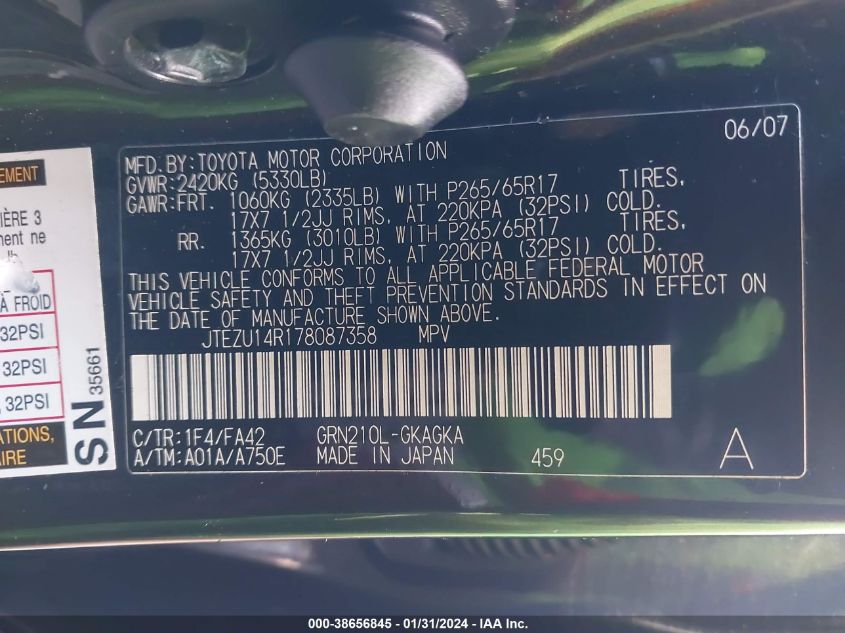 06/07
MFD.BY:TOYOTA MOTOR CORPORATION
GVWR:2420KG (5330LB)
GAWR:FRT. 1060KG (2335LB) WITH P265/65R17 TIRES,
17X7 1/2JJ RIMS, AT 220KPA (32PSI) COLD.
RR. 1365KG (3010LB) WITH P265/65R17 TIRES,
17X7 1/2JJ RIMS, AT 220KPA (32PSI) COLD.
THIS VEHICLE CONFORMS TO ALL APPLICABLE FEDERAL MOTOR
VEHICLE SAFETY AND THEFT PREVENTION STANDARDS IN EFFECT ON
THE DATE OF MANUFACTURE SHOWN ABOVE.
JTEZU14R178087358 MPV
C/TR:1F4/FA42 GRN210L-GKAGKA
A/TM:A01A/A750E MADE IN JAPAN 459 A
EMENT
IÈRE 3
ment ne
À FROID
32PSI
32PSI
, 32PSI
ATIONS,
AIRE
SN 35661
000-38656845 - 01/31/2024 - IAA Inc.